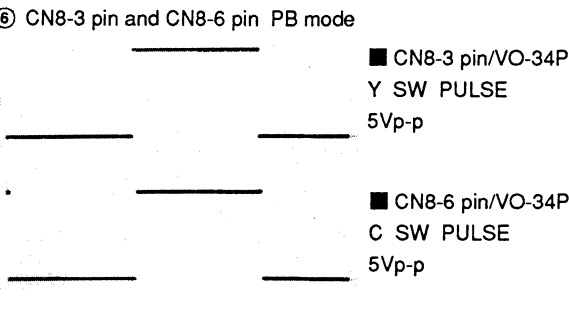 ⑥ CN8-3 pin and CN8-6 pin PB mode
■ CN8-3 pin/VO-34P
Y SW PULSE
5Vp-p
■ CN8-6 pin/VO-34P
C SW PULSE
5Vp-p